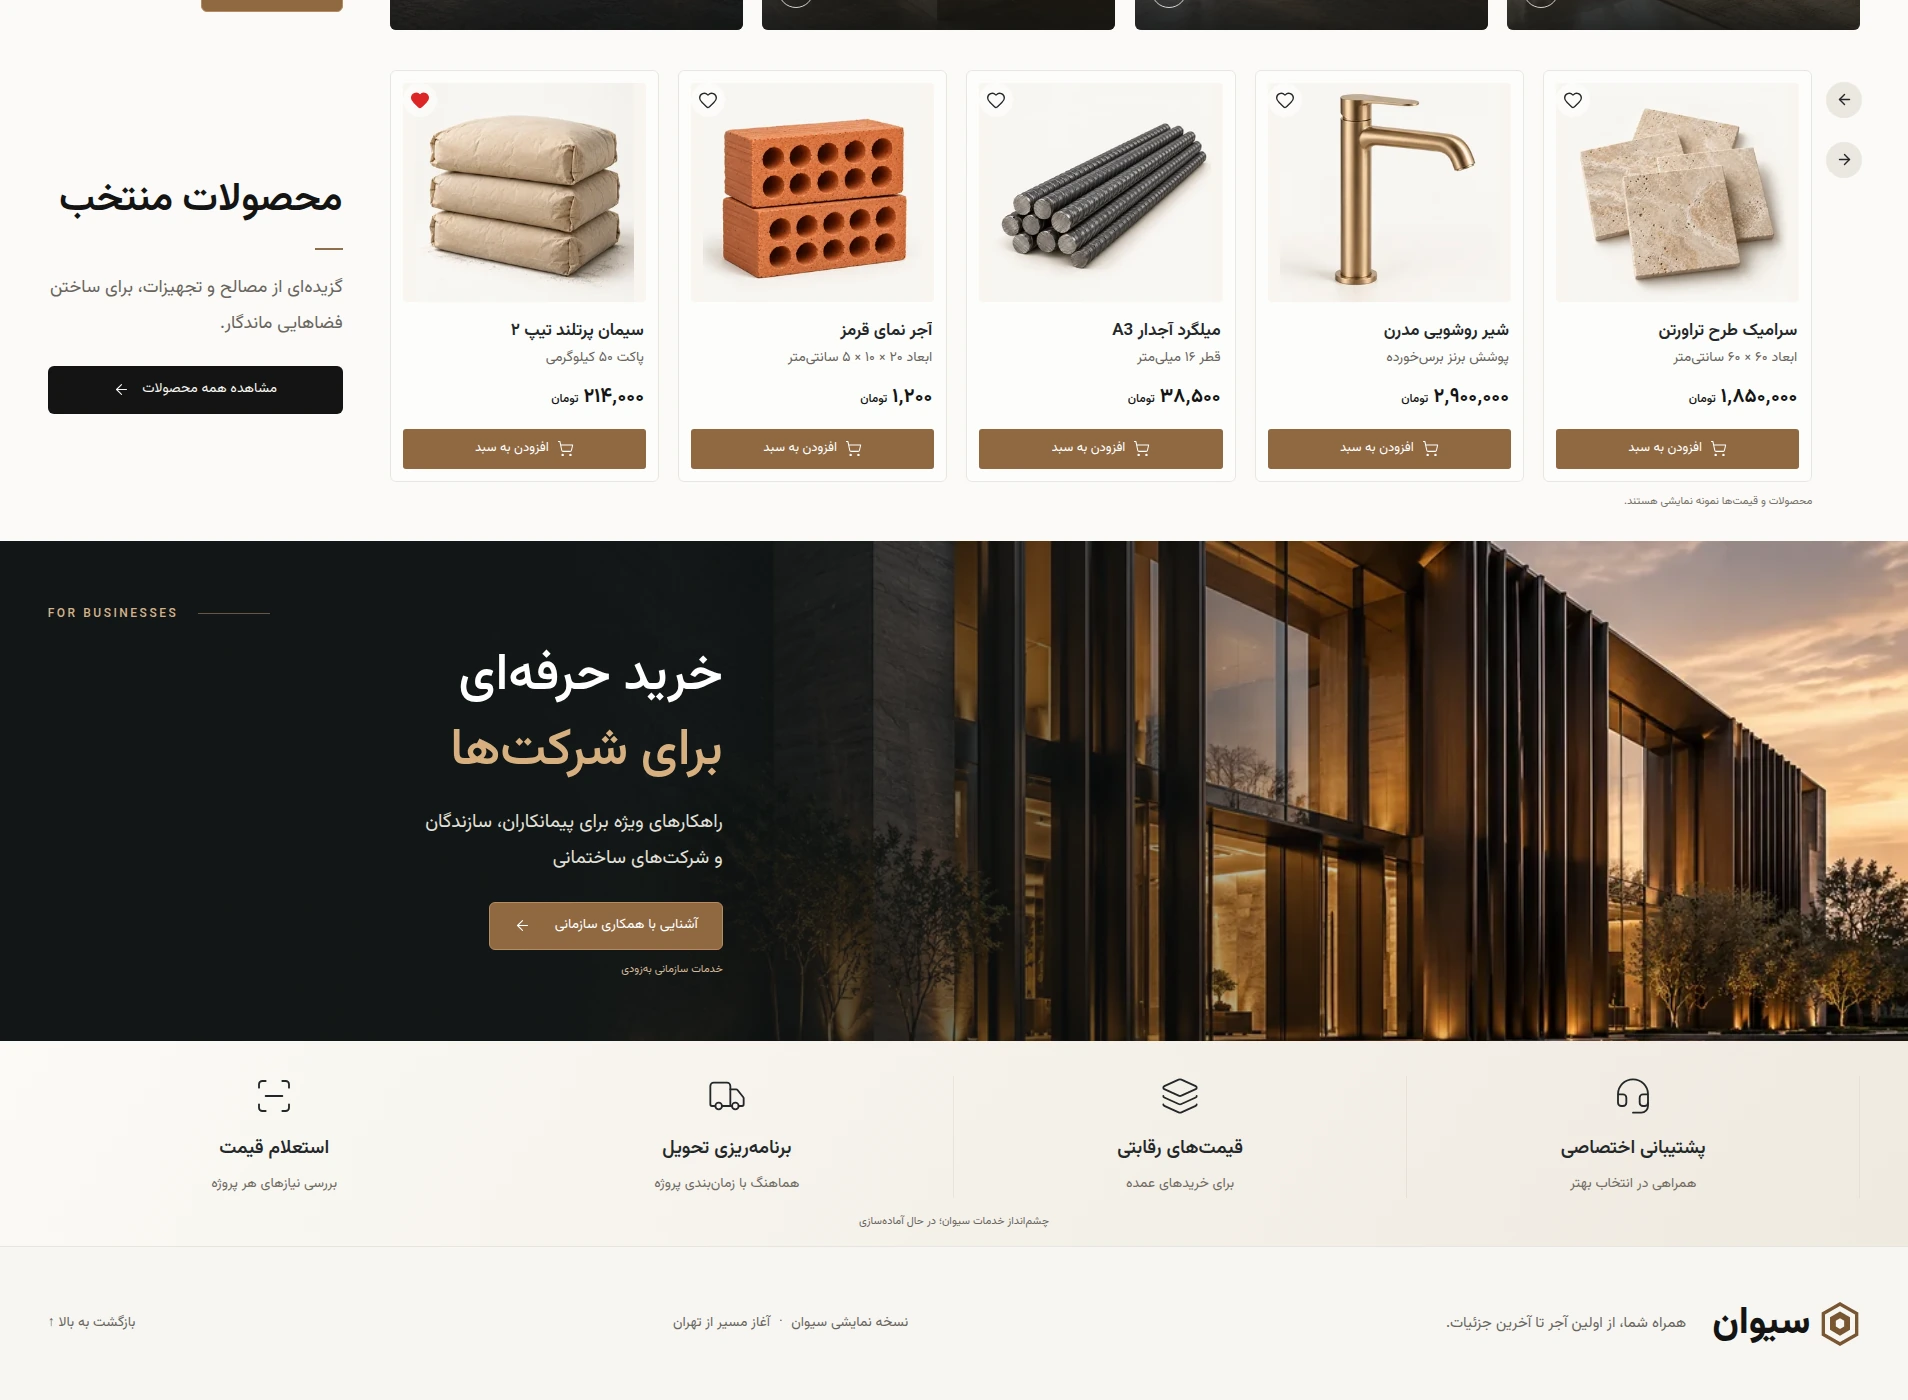 محصولات منتخب
گزیده‌ای از مصالح و تجهیزات، برای ساختن
فضاهایی ماندگار.
مشاهده همه محصولات ←
←
→
سرامیک طرح تراورتن
ابعاد ۶۰ × ۶۰ سانتی‌متر
۱,۸۵۰,۰۰۰ تومان
افزودن به سبد
شیر روشویی مدرن
پوشش برنز برس‌خورده
۲,۹۰۰,۰۰۰ تومان
افزودن به سبد
میلگرد آجدار A3
قطر ۱۶ میلی‌متر
۳۸,۵۰۰ تومان
افزودن به سبد
آجر نمای قرمز
ابعاد ۲۰ × ۱۰ × ۵ سانتی‌متر
۱,۲۰۰ تومان
افزودن به سبد
سیمان پرتلند تیپ ۲
پاکت ۵۰ کیلوگرمی
۲۱۴,۰۰۰ تومان
افزودن به سبد
محصولات و قیمت‌ها نمونه نمایشی هستند.
FOR BUSINESSES
خرید حرفه‌ای
برای شرکت‌ها
راهکارهای ویژه برای پیمانکاران، سازندگان
و شرکت‌های ساختمانی
آشنایی با همکاری سازمانی ←
خدمات سازمانی به‌زودی
پشتیبانی اختصاصی
همراهی در انتخاب بهتر
قیمت‌های رقابتی
برای خریدهای عمده
برنامه‌ریزی تحویل
هماهنگ با زمان‌بندی پروژه
استعلام قیمت
بررسی نیازهای هر پروژه
چشم‌انداز خدمات سیوان؛ در حال آماده‌سازی
سیوان
همراه شما، از اولین آجر تا آخرین جزئیات.
نسخه نمایشی سیوان · آغاز مسیر از تهران
بازگشت به بالا ↑